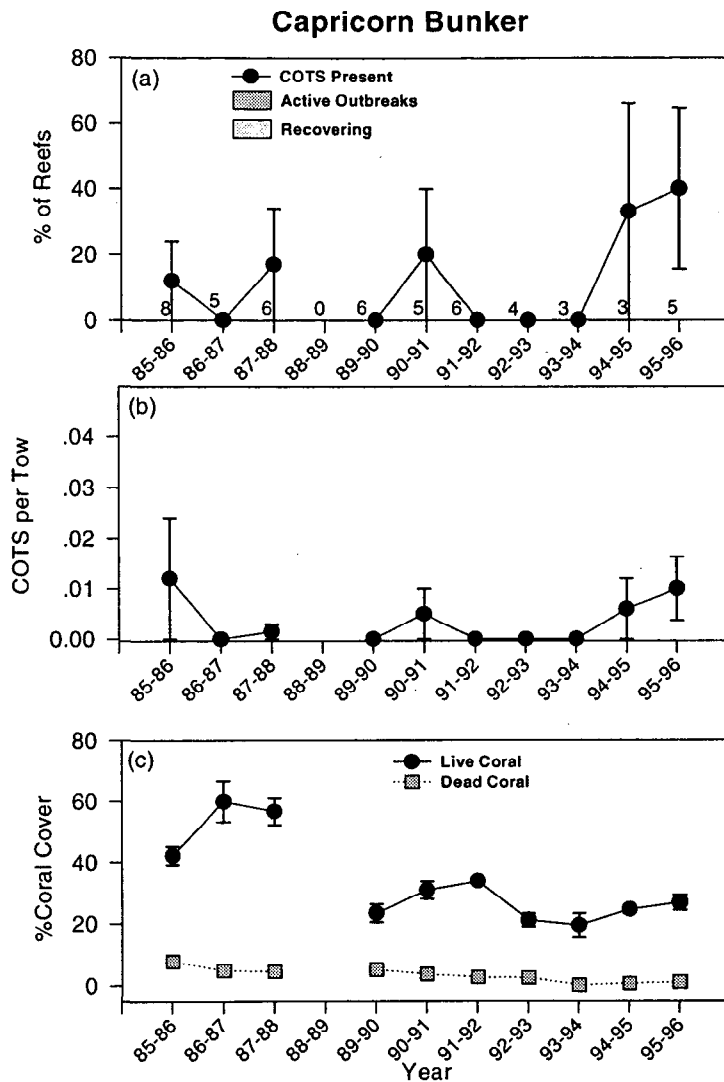 Capricorn Bunker
(a)
COTS Present
Active Outbreaks
Recovering
% of Reefs
80
60
40
20
0
8 5 6 0 6 5 6 4 3 3 5
85-86 86-87 87-88 88-89 89-90 90-91 91-92 92-93 93-94 94-95 95-96
(b)
COTS per Tow
.04
.03
.02
.01
0.00
85-86 86-87 87-88 88-89 89-90 90-91 91-92 92-93 93-94 94-95 95-96
(c)
Live Coral
Dead Coral
%Coral Cover
80
60
40
20
0
85-86 86-87 87-88 88-89 89-90 90-91 91-92 92-93 93-94 94-95 95-96
Year